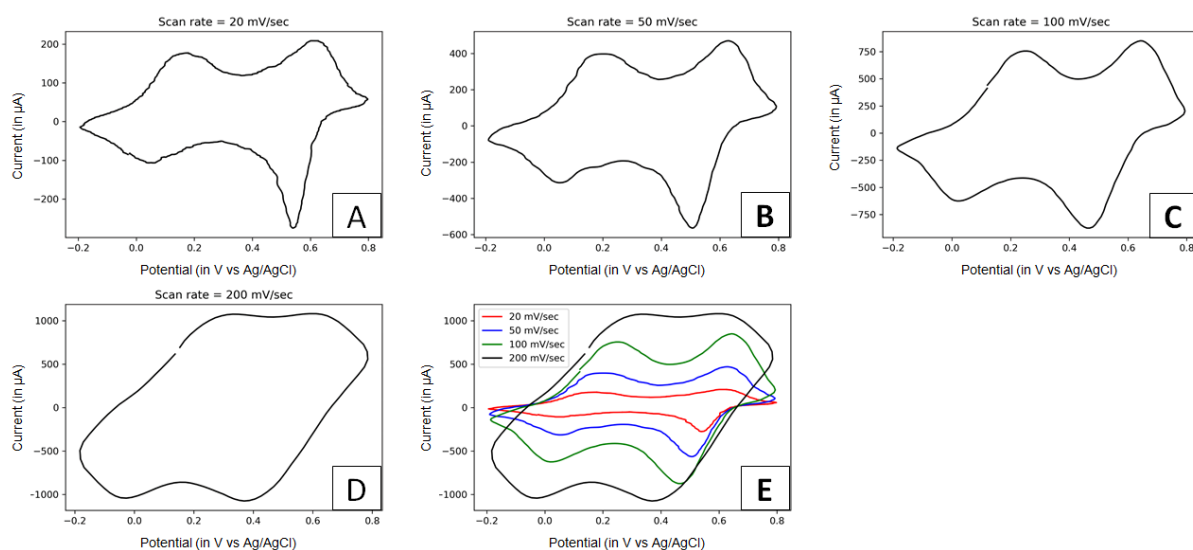 Scan rate = 20 mV/sec
Current (in µA)
200
100
0
−100
−200
−0.2 0.0 0.2 0.4 0.6 0.8
Potential (in V vs Ag/AgCl)
A
Scan rate = 50 mV/sec
Current (in µA)
400
200
0
−200
−400
−600
−0.2 0.0 0.2 0.4 0.6 0.8
Potential (in V vs Ag/AgCl)
B
Scan rate = 100 mV/sec
Current (in µA)
750
500
250
0
−250
−500
−750
−0.2 0.0 0.2 0.4 0.6 0.8
Potential (in V vs Ag/AgCl)
C
Scan rate = 200 mV/sec
Current (in µA)
1000
500
0
−500
−1000
−0.2 0.0 0.2 0.4 0.6 0.8
Potential (in V vs Ag/AgCl)
D
20 mV/sec
50 mV/sec
100 mV/sec
200 mV/sec
Current (in µA)
1000
500
0
−500
−1000
−0.2 0.0 0.2 0.4 0.6 0.8
Potential (in V vs Ag/AgCl)
E